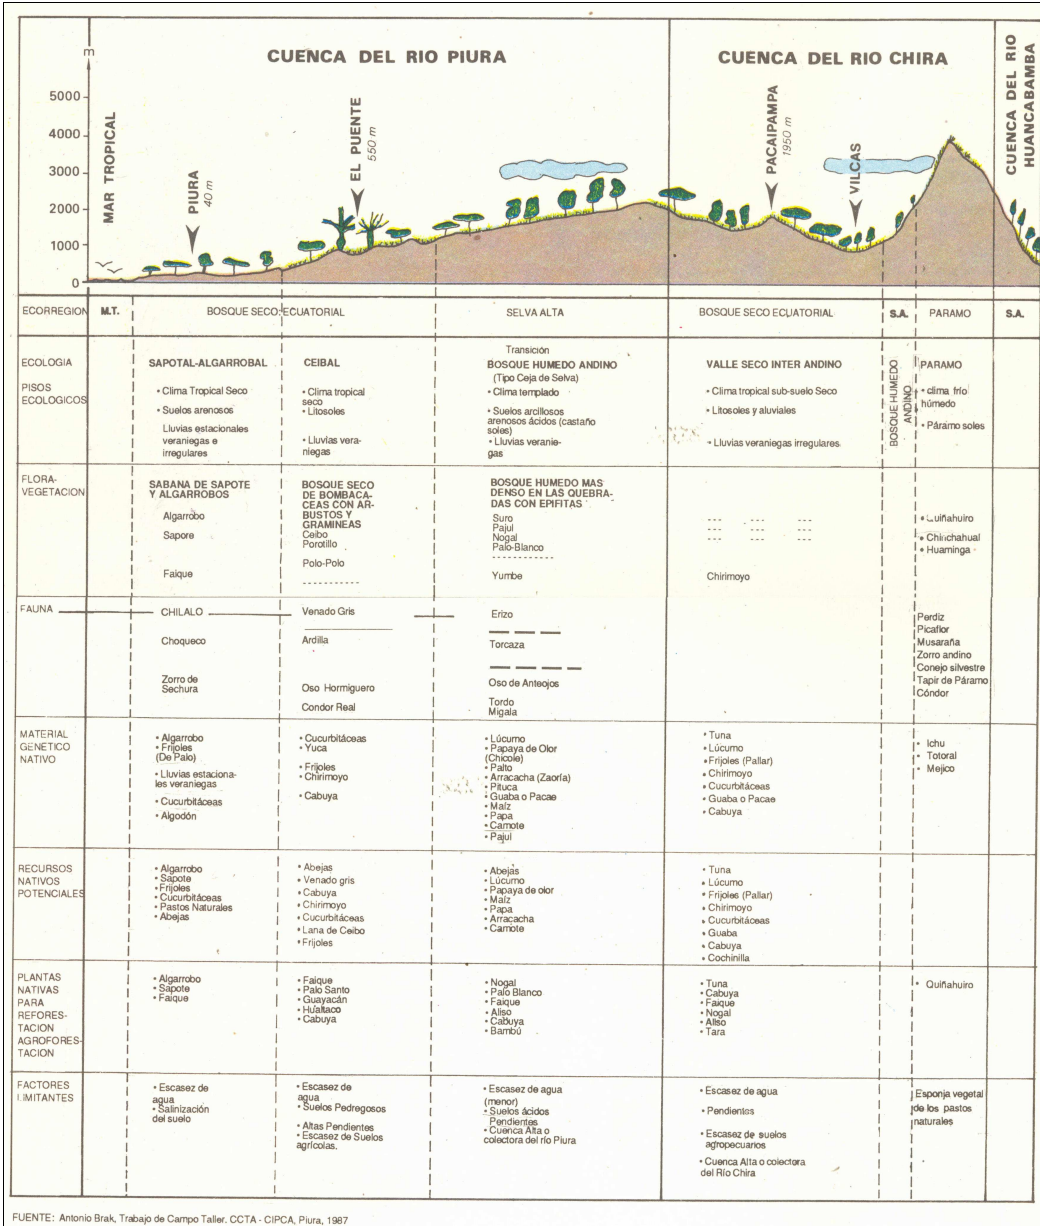 CUENCA DEL RIO PIURA
CUENCA DEL RIO CHIRA
CUENCA DEL RIO
HUANCABAMBA
m
5000
4000
3000
2000
1000
0
MAR TROPICAL
PIURA
40 m
EL PUENTE
550 m
PACAIPAMPA
1950 m
VILCAS
ECORREGION
M.T.
BOSQUE SECO ECUATORIAL
SELVA ALTA
BOSQUE SECO ECUATORIAL
S.A.
PARAMO
S.A.
ECOLOGIA
PISOS
ECOLOGICOS
SAPOTAL-ALGARROBAL
• Clima Tropical Seco
• Suelos arenosos
Lluvias estacionales
veraniegas e
irregulares
CEIBAL
• Clima tropical
seco
• Litosoles
• Lluvias vera-
niegas
Transición
BOSQUE HUMEDO ANDINO
(Tipo Ceja de Selva)
• Clima templado
• Suelos arcillosos
arenosos ácidos (castaño
soles)
• Lluvias veranie-
gas
VALLE SECO INTER ANDINO
• Clima tropical sub-suelo Seco
• Litosoles y aluviales
• Lluvias veraniegas irregulares
BOSQUE HUMEDO
ANDINO
PARAMO
• clima frío
húmedo
• Páramo soles
FLORA-
VEGETACION
SABANA DE SAPOTE
Y ALGARROBOS
Algarrobo
Sapore
Faique
BOSQUE SECO
DE BOMBACA-
CEAS CON AR-
BUSTOS Y
GRAMINEAS
Ceibo
Porotillo
Polo-Polo
BOSQUE HUMEDO MAS
DENSO EN LAS QUEBRA-
DAS CON EPIFITAS
Suro
Pajul
Nogal
Palo-Blanco
Yumbe
Chirimoyo
• Quiñahuiro
• Chinchahual
• Huaminga
FAUNA
CHILALO
Choqueco
Zorro de
Sechura
Venado Gris
Ardilla
Oso Hormiguero
Condor Real
Erizo
Torcaza
Oso de Anteojos
Tordo
Migala
Perdiz
Picaflor
Musaraña
Zorro andino
Conejo silvestre
Tapir de Páramo
Cóndor
MATERIAL
GENETICO
NATIVO
• Algarrobo
• Frijoles
(De Palo)
• Lluvias estaciona-
les veraniegas
• Cucurbitáceas
• Algodón
• Cucurbitáceas
• Yuca
• Frijoles
• Chirimoyo
• Cabuya
• Lúcumo
• Papaya de Olor
(Chicole)
• Palto
• Arracacha (Zaoría)
• Pituca
• Guaba o Pacae
• Maíz
• Papa
• Camote
• Pajul
• Tuna
• Lúcumo
• Frijoles (Pallar)
• Chirimoyo
• Cucurbitáceas
• Guaba o Pacae
• Cabuya
• Ichu
• Totoral
• Mejico
RECURSOS
NATIVOS
POTENCIALES
• Algarrobo
• Sapote
• Frijoles
• Cucurbitáceas
• Pastos Naturales
• Abejas
• Abejas
• Venado gris
• Cabuya
• Chirimoyo
• Cucurbitáceas
• Lana de Ceibo
• Frijoles
• Abejas
• Lúcumo
• Papaya de olor
• Maíz
• Papa
• Arracacha
• Camote
• Tuna
• Lúcumo
• Frijoles (Pallar)
• Chirimoyo
• Cucurbitáceas
• Guaba
• Cabuya
• Cochinilla
PLANTAS
NATIVAS
PARA
REFORES-
TACION
AGROFORES-
TACION
• Algarrobo
• Sapote
• Faique
• Faique
• Palo Santo
• Guayacán
• Hualtaco
• Cabuya
• Nogal
• Palo Blanco
• Faique
• Aliso
• Cabuya
• Bambú
• Tuna
• Cabuya
• Faique
• Nogal
• Aliso
• Tara
• Quiñahuiro
FACTORES
LIMITANTES
• Escasez de
agua
• Salinización
del suelo
• Escasez de
agua
• Suelos Pedregosos
• Altas Pendientes
• Escasez de Suelos
agrícolas.
• Escasez de agua
(menor)
• Suelos ácidos
Pendientes
• Cuenca Alta o
colectora del río Piura
• Escasez de agua
• Pendientes
• Escasez de suelos
agropecuarios
• Cuenca Alta o colectora
del Río Chira
Esponja vegetal
de los pastos
naturales
FUENTE: Antonio Brak, Trabajo de Campo Taller. CCTA - CIPCA, Piura, 1987